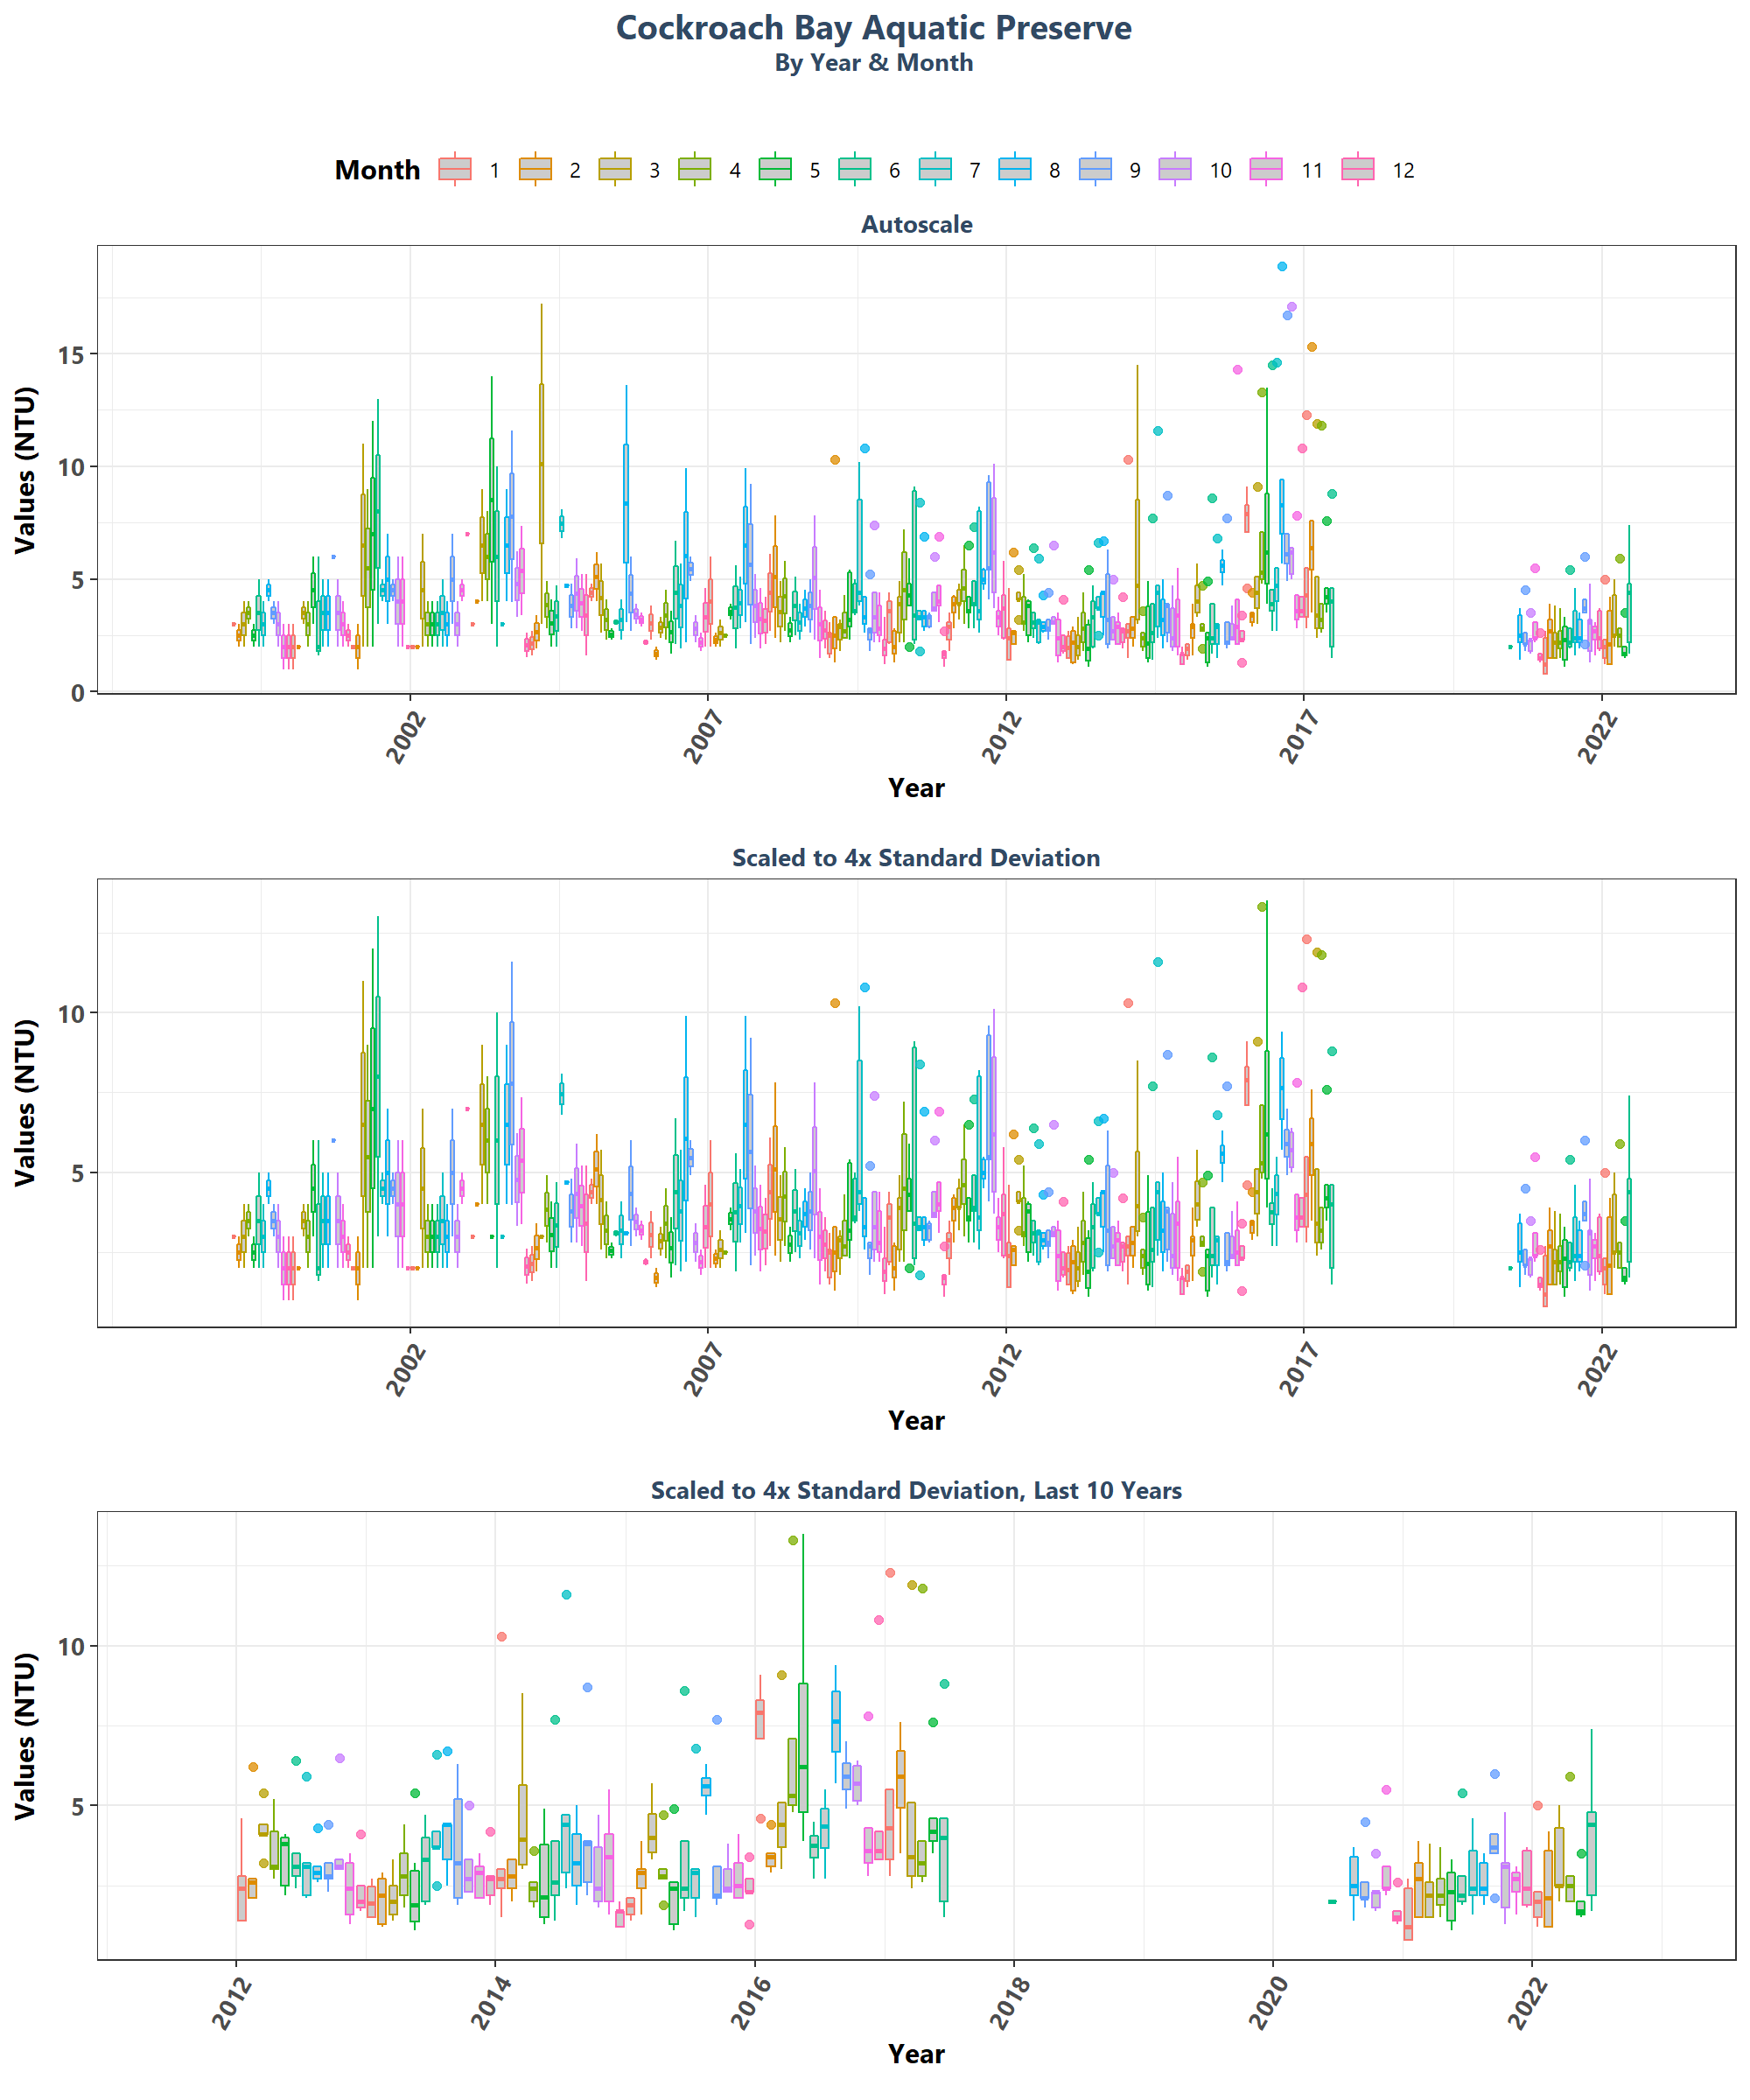 Cockroach Bay Aquatic Preserve
By Year & Month
Month 1 2 3 4 5 6 7 8 9 10 11 12
Autoscale
Values (NTU)
15
10
5
0
2002 2007 2012 2017 2022
Year
Scaled to 4x Standard Deviation
Values (NTU)
10
5
2002 2007 2012 2017 2022
Year
Scaled to 4x Standard Deviation, Last 10 Years
Values (NTU)
10
5
2012 2014 2016 2018 2020 2022
Year